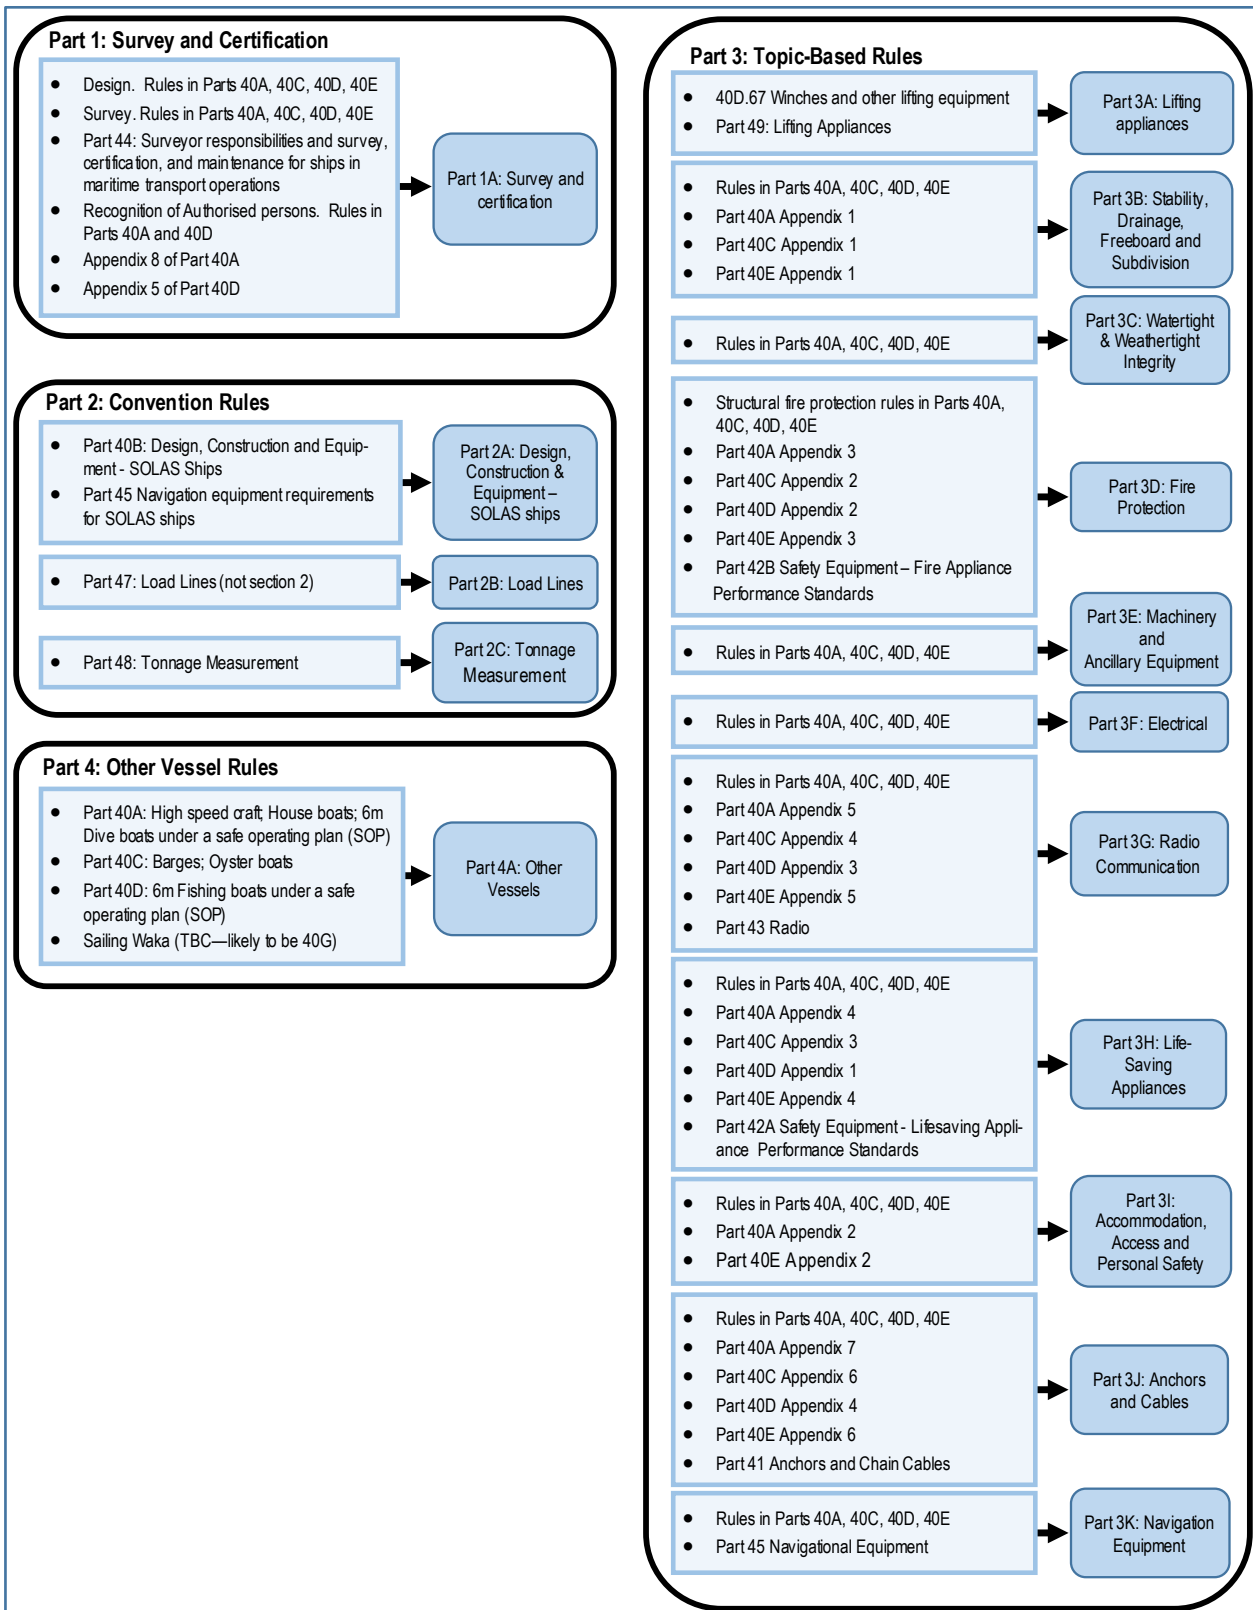 Part 1: Survey and Certification
• Design.  Rules in Parts 40A, 40C, 40D, 40E
• Survey. Rules in Parts 40A, 40C, 40D, 40E
• Part 44: Surveyor responsibilities and survey,
certification, and maintenance for ships in
maritime transport operations
• Recognition of Authorised persons.  Rules in
Parts 40A and 40D
• Appendix 8 of Part 40A
• Appendix 5 of Part 40D
Part 1A: Survey and
certification
Part 2: Convention Rules
• Part 40B: Design, Construction and Equip-
ment - SOLAS Ships
• Part 45 Navigation equipment requirements
for SOLAS ships
Part 2A: Design,
Construction &
Equipment –
SOLAS ships
• Part 47: Load Lines (not section 2)
Part 2B: Load Lines
• Part 48: Tonnage Measurement
Part 2C: Tonnage
Measurement
Part 4: Other Vessel Rules
• Part 40A: High speed craft; House boats; 6m
Dive boats under a safe operating plan (SOP)
• Part 40C: Barges; Oyster boats
• Part 40D: 6m Fishing boats under a safe
operating plan (SOP)
• Sailing Waka (TBC—likely to be 40G)
Part 4A: Other
Vessels
Part 3: Topic-Based Rules
• 40D.67 Winches and other lifting equipment
• Part 49: Lifting Appliances
Part 3A: Lifting
appliances
• Rules in Parts 40A, 40C, 40D, 40E
• Part 40A Appendix 1
• Part 40C Appendix 1
• Part 40E Appendix 1
Part 3B: Stability,
Drainage,
Freeboard and
Subdivision
• Rules in Parts 40A, 40C, 40D, 40E
Part 3C: Watertight
& Weathertight
Integrity
• Structural fire protection rules in Parts 40A,
40C, 40D, 40E
• Part 40A Appendix 3
• Part 40C Appendix 2
• Part 40D Appendix 2
• Part 40E Appendix 3
• Part 42B Safety Equipment – Fire Appliance
Performance Standards
Part 3D: Fire
Protection
• Rules in Parts 40A, 40C, 40D, 40E
Part 3E: Machinery
and
Ancillary Equipment
• Rules in Parts 40A, 40C, 40D, 40E
Part 3F: Electrical
• Rules in Parts 40A, 40C, 40D, 40E
• Part 40A Appendix 5
• Part 40C Appendix 4
• Part 40D Appendix 3
• Part 40E Appendix 5
• Part 43 Radio
Part 3G: Radio
Communication
• Rules in Parts 40A, 40C, 40D, 40E
• Part 40A Appendix 4
• Part 40C Appendix 3
• Part 40D Appendix 1
• Part 40E Appendix 4
• Part 42A Safety Equipment - Lifesaving Appli-
ance  Performance Standards
Part 3H: Life-
Saving
Appliances
• Rules in Parts 40A, 40C, 40D, 40E
• Part 40A Appendix 2
• Part 40E Appendix 2
Part 3I:
Accommodation,
Access and
Personal Safety
• Rules in Parts 40A, 40C, 40D, 40E
• Part 40A Appendix 7
• Part 40C Appendix 6
• Part 40D Appendix 4
• Part 40E Appendix 6
• Part 41 Anchors and Chain Cables
Part 3J: Anchors
and Cables
• Rules in Parts 40A, 40C, 40D, 40E
• Part 45 Navigational Equipment
Part 3K: Navigation
Equipment